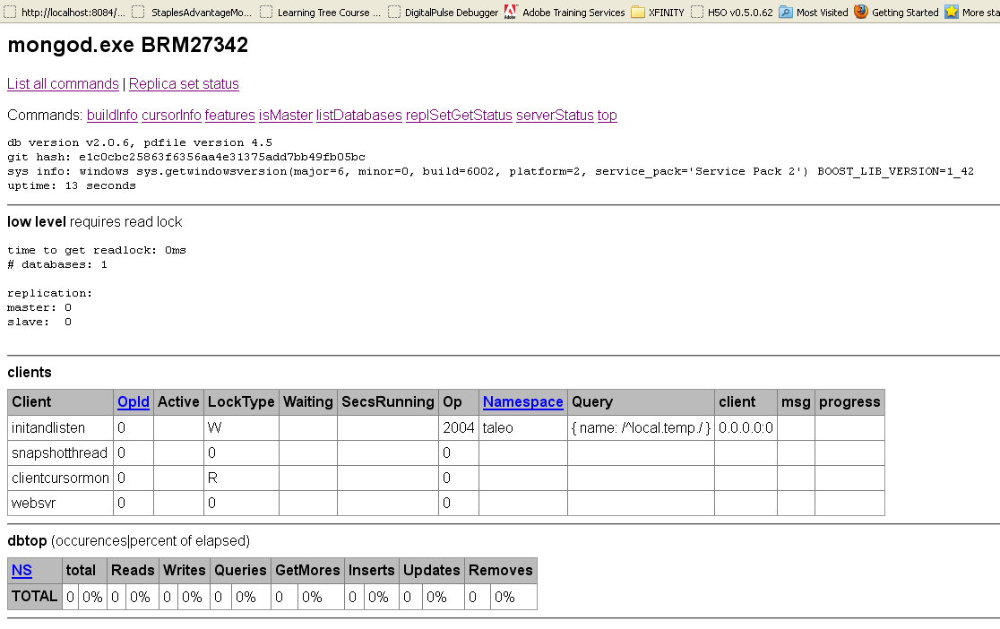 http://localhost:8084/... StaplesAdvantageMo... Learning Tree Course ... DigitalPulse Debugger Adobe Training Services XFINITY H5O v0.5.0.62 Most Visited Getting Started More sta
mongod.exe BRM27342
List all commands | Replica set status
Commands: buildInfo cursorInfo features isMaster listDatabases replSetGetStatus serverStatus top
db version v2.0.6, pdfile version 4.5
git hash: e1c0cbc25863f6356aa4e31375add7bb49fb05bc
sys info: windows sys.getwindowsversion(major=6, minor=0, build=6002, platform=2, service_pack='Service Pack 2') BOOST_LIB_VERSION=1_42
uptime: 13 seconds
low level requires read lock
time to get readlock: 0ms
# databases: 1
replication:
master: 0
slave:  0
clients
Client OpId Active LockType Waiting SecsRunning Op Namespace Query client msg progress
initandlisten 0 W 2004 taleo { name: /^local.temp./ } 0.0.0.0:0
snapshotthread 0 0 0
clientcursormon 0 R 0
websvr 0 0 0
dbtop (occurences|percent of elapsed)
NS total Reads Writes Queries GetMores Inserts Updates Removes
TOTAL 0 0% 0 0% 0 0% 0 0% 0 0% 0 0% 0 0% 0 0%